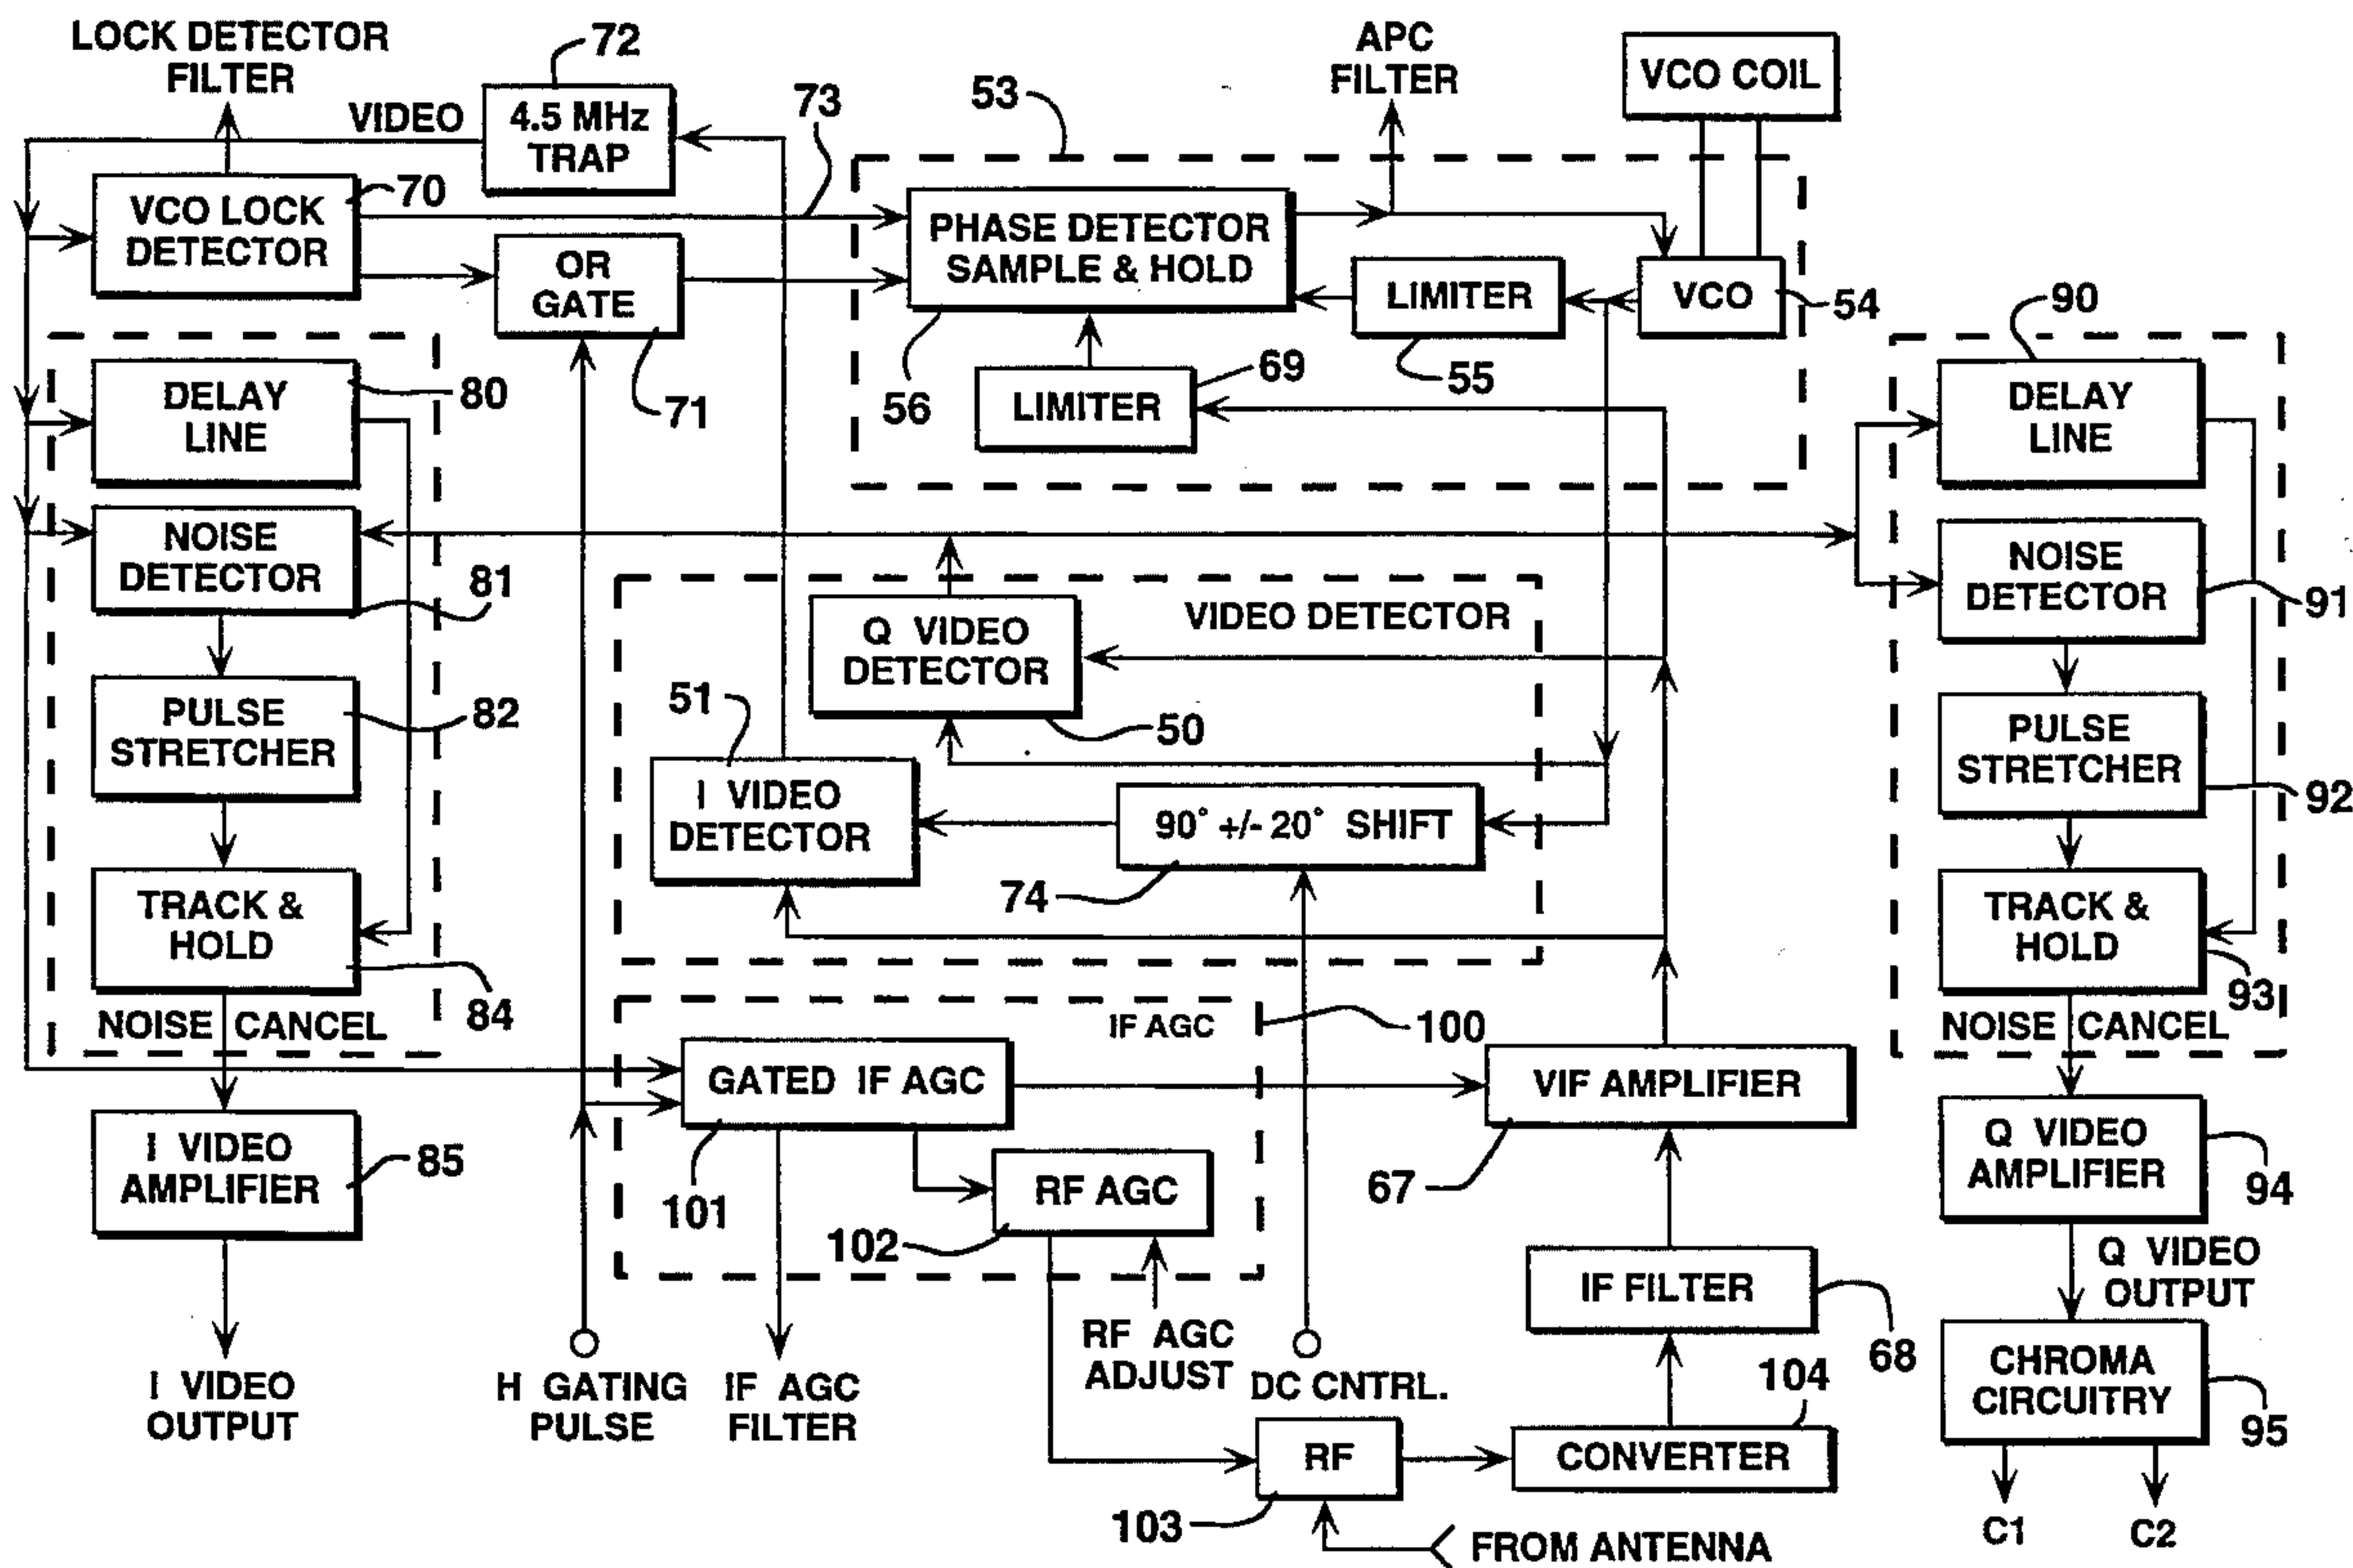 LOCK DETECTOR
FILTER
72
APC
FILTER
VCO COIL
VIDEO
4.5 MHz
TRAP
73
53
VCO LOCK
DETECTOR
70
OR
GATE
71
PHASE DETECTOR
SAMPLE & HOLD
56
LIMITER
55
VCO
54
LIMITER
69
DELAY
LINE
80
NOISE
DETECTOR
81
PULSE
STRETCHER
82
TRACK &
HOLD
84
NOISE CANCEL
I VIDEO
AMPLIFIER
85
I VIDEO
OUTPUT
VIDEO DETECTOR
Q VIDEO
DETECTOR
50
51
I VIDEO
DETECTOR
90° +/- 20° SHIFT
74
IF AGC
100
GATED IF AGC
101
RF AGC
102
H GATING
PULSE
IF AGC
FILTER
RF AGC
ADJUST
DC CNTRL.
VIF AMPLIFIER
67
IF FILTER
68
CONVERTER
104
RF
103
FROM ANTENNA
90
DELAY
LINE
NOISE
DETECTOR
91
PULSE
STRETCHER
92
TRACK &
HOLD
93
NOISE CANCEL
Q VIDEO
AMPLIFIER
94
Q VIDEO
OUTPUT
CHROMA
CIRCUITRY
95
C1
C2